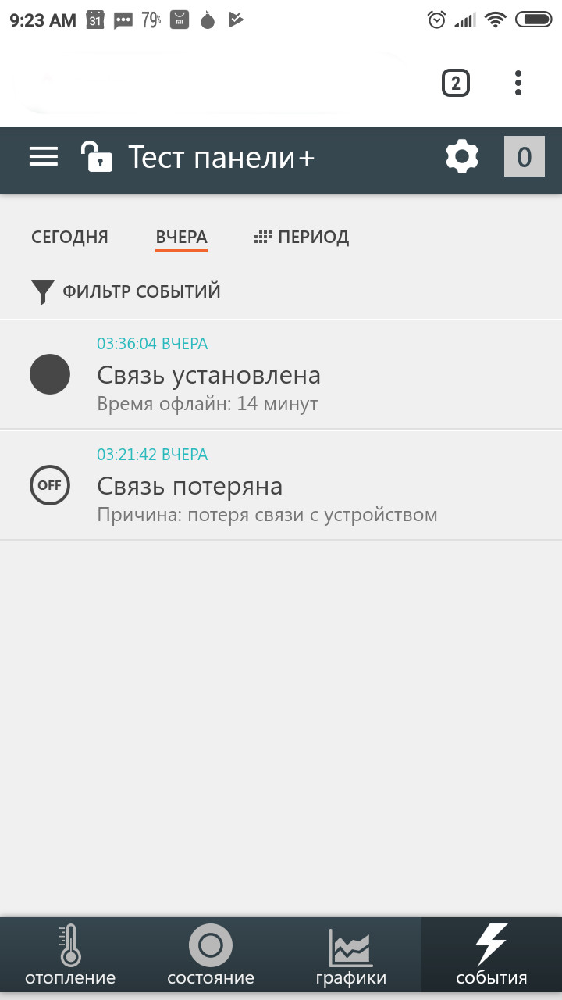 9:23 AM 31 79%
2
Тест панели+ 0
СЕГОДНЯ ВЧЕРА ПЕРИОД
ФИЛЬТР СОБЫТИЙ
03:36:04 ВЧЕРА
Связь установлена
Время офлайн: 14 минут
03:21:42 ВЧЕРА
OFF Связь потеряна
Причина: потеря связи с устройством
отопление состояние графики события